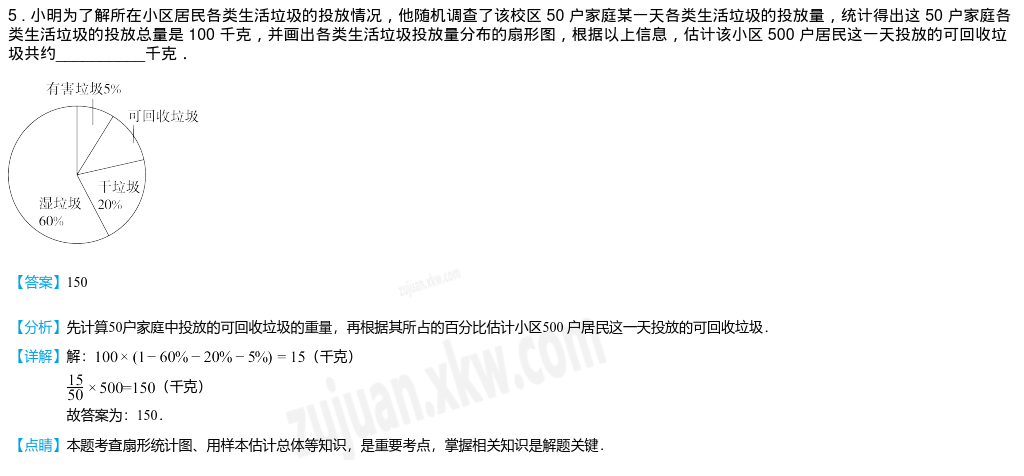 5．小明为了解所在小区居民各类生活垃圾的投放情况，他随机调查了该校区 50 户家庭某一天各类生活垃圾的投放量，统计得出这 50 户家庭各
类生活垃圾的投放总量是 100 千克，并画出各类生活垃圾投放量分布的扇形图，根据以上信息，估计该小区 500 户居民这一天投放的可回收垃
圾共约___________千克．
有害垃圾5%
可回收垃圾
干垃圾
20%
湿垃圾
60%
【答案】150
【分析】先计算50户家庭中投放的可回收垃圾的重量，再根据其所占的百分比估计小区500 户居民这一天投放的可回收垃圾．
【详解】解：100×(1−60%−20%−5%)=15（千克）
15/50×500=150（千克）
故答案为：150．
【点睛】本题考查扇形统计图、用样本估计总体等知识，是重要考点，掌握相关知识是解题关键．
zujuan.xkw.com
zujuan.xkw.com